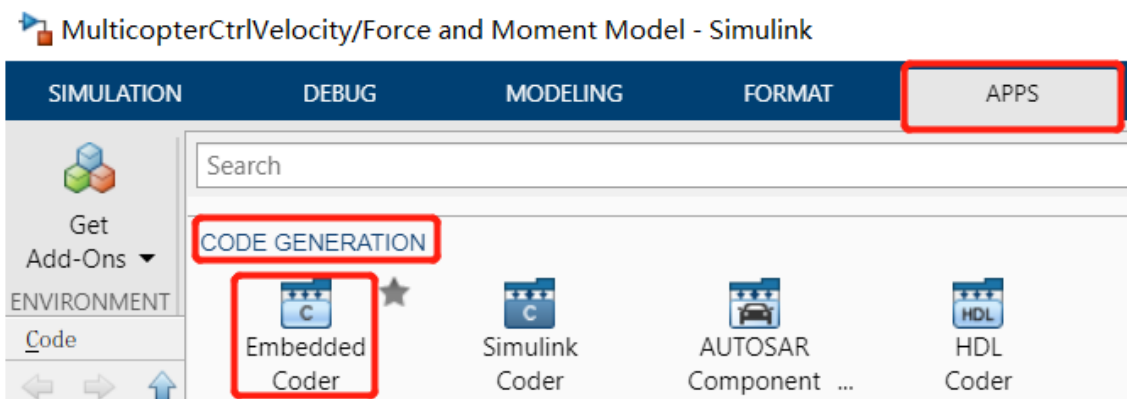 MulticopterCtrlVelocity/Force and Moment Model - Simulink
SIMULATION DEBUG MODELING FORMAT APPS
Search
Get
Add-Ons
ENVIRONMENT
Code
CODE GENERATION
C
Embedded
Coder
C
Simulink
Coder
AUTOSAR
Component ...
HDL
HDL
Coder